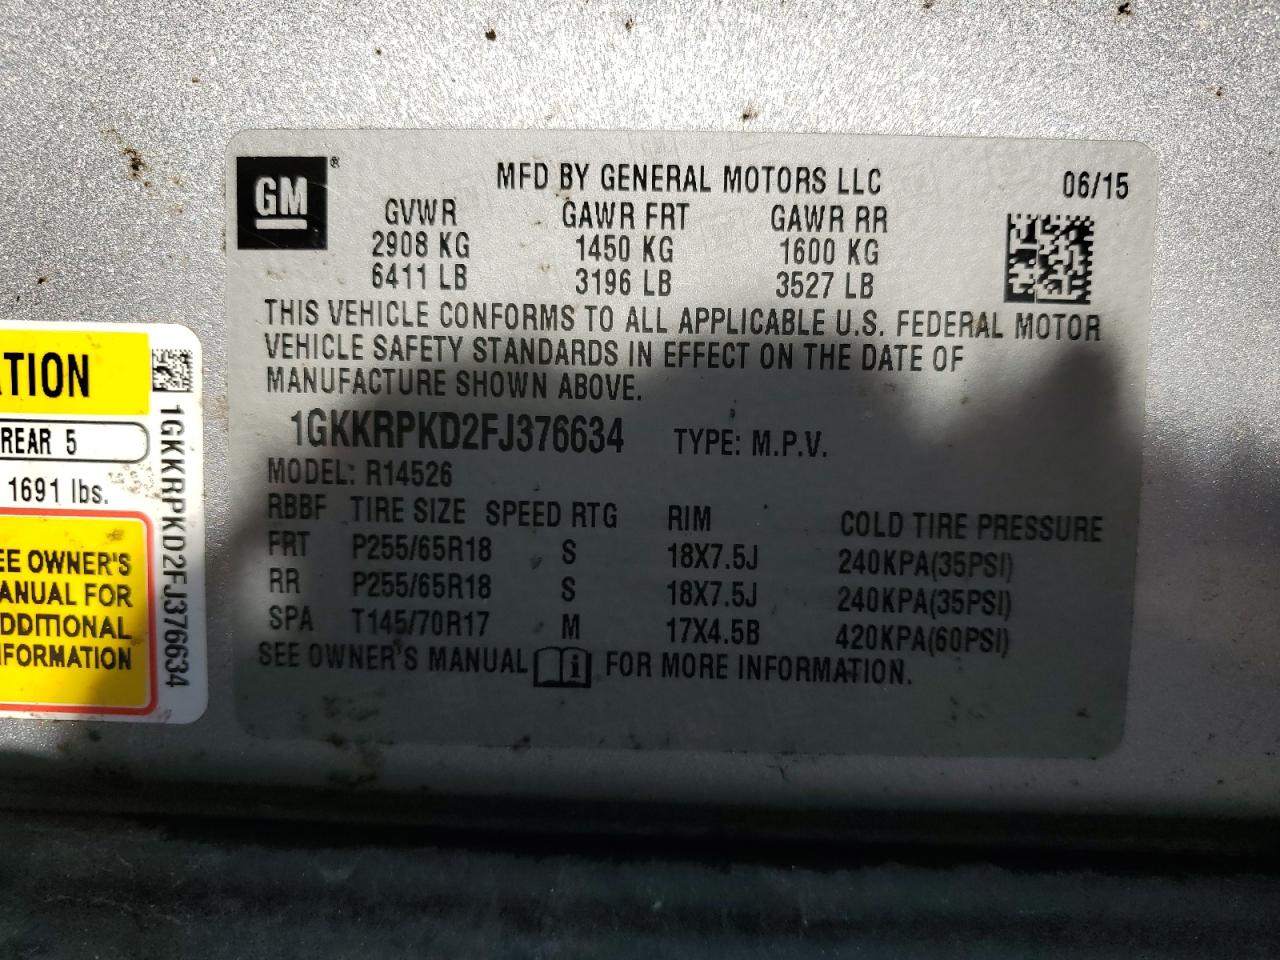 GM ®
MFD BY GENERAL MOTORS LLC 06/15
GVWR GAWR FRT GAWR RR
2908 KG 1450 KG 1600 KG
6411 LB 3196 LB 3527 LB
THIS VEHICLE CONFORMS TO ALL APPLICABLE U.S. FEDERAL MOTOR
VEHICLE SAFETY STANDARDS IN EFFECT ON THE DATE OF
MANUFACTURE SHOWN ABOVE.
1GKKRPKD2FJ376634 TYPE: M.P.V.
MODEL: R14526
RBBF TIRE SIZE SPEED RTG RIM COLD TIRE PRESSURE
FRT P255/65R18 S 18X7.5J 240KPA(35PSI)
RR P255/65R18 S 18X7.5J 240KPA(35PSI)
SPA T145/70R17 M 17X4.5B 420KPA(60PSI)
SEE OWNER'S MANUAL i FOR MORE INFORMATION.
ATION
REAR 5
1691 lbs.
EE OWNER'S
ANUAL FOR
DDITIONAL
NFORMATION
1GKKRPKD2FJ376634